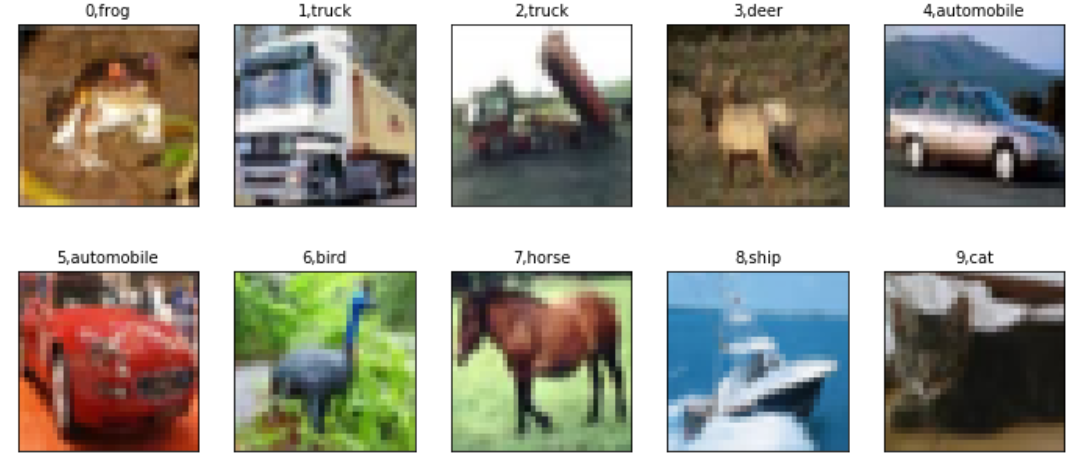 0,frog
1,truck
2,truck
3,deer
4,automobile
5,automobile
6,bird
7,horse
8,ship
9,cat